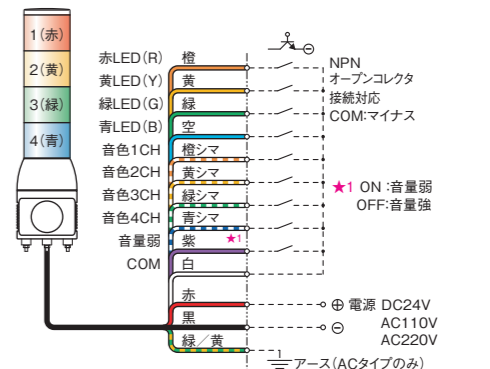 1(赤)
2(黄)
3(緑)
4(青)
赤LED(R) 橙
黄LED(Y) 黄
緑LED(G) 緑
青LED(B) 空
音色1CH 橙シマ
音色2CH 黄シマ
音色3CH 緑シマ
音色4CH 青シマ
音量弱 紫 ★1
COM 白
赤
黒
緑/黄
⊖
NPN
オープンコレクタ
接続対応
COM:マイナス
★1 ON :音量弱
OFF:音量強
⊕ 電源 DC24V
⊖ AC110V
AC220V
アース(ACタイプのみ)